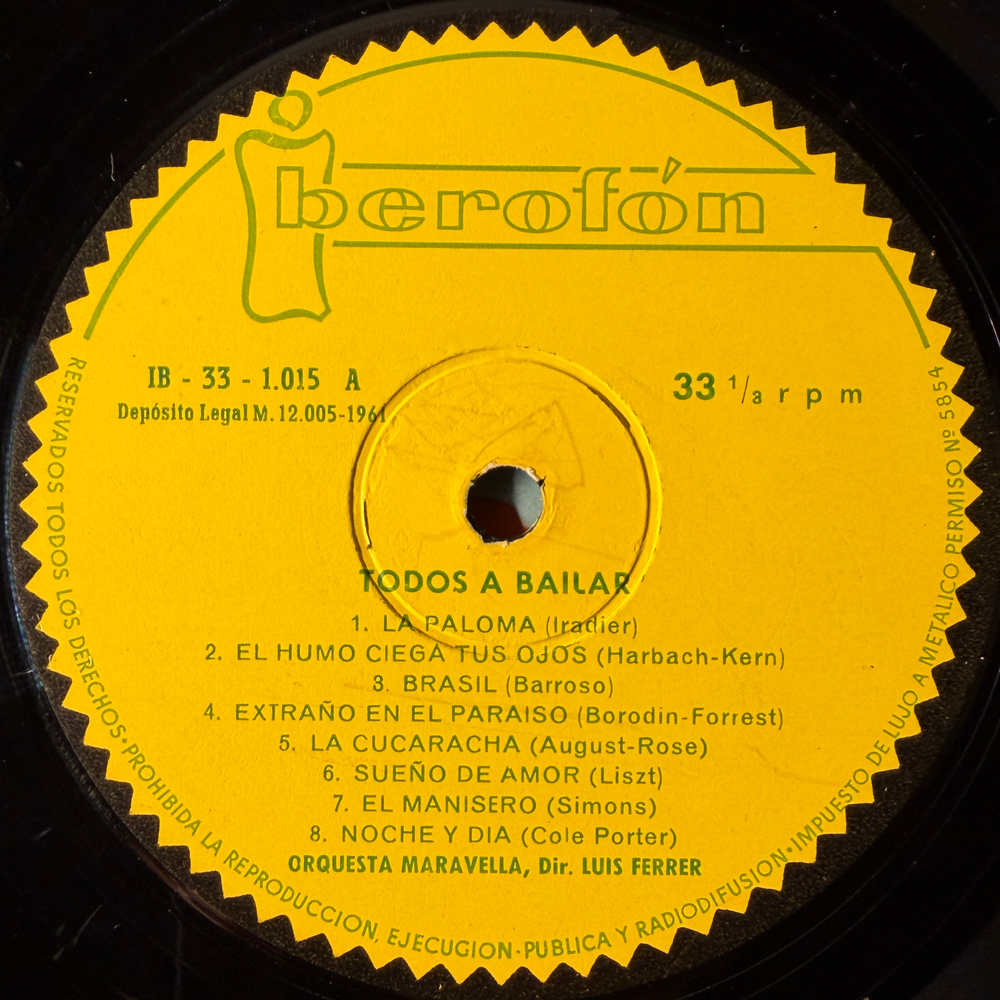 iberofón
IB - 33 - 1.015 A
Depósito Legal M. 12.005-1961
33 1/3 r p m
TODOS A BAILAR
1. LA PALOMA (Iradier)
2. EL HUMO CIEGA TUS OJOS (Harbach-Kern)
3. BRASIL (Barroso)
4. EXTRAÑO EN EL PARAISO (Borodin-Forrest)
5. LA CUCARACHA (August-Rose)
6. SUEÑO DE AMOR (Liszt)
7. EL MANISERO (Simons)
8. NOCHE Y DIA (Cole Porter)
ORQUESTA MARAVELLA, Dir. LUIS FERRER
RESERVADOS TODOS LOS DERECHOS·PROHIBIDA LA REPRODUCCION, EJECUGION·PUBLICA Y RADIODIFUSION·IMPUESTO DE LUJO A METALICO PERMISO Nº 5854